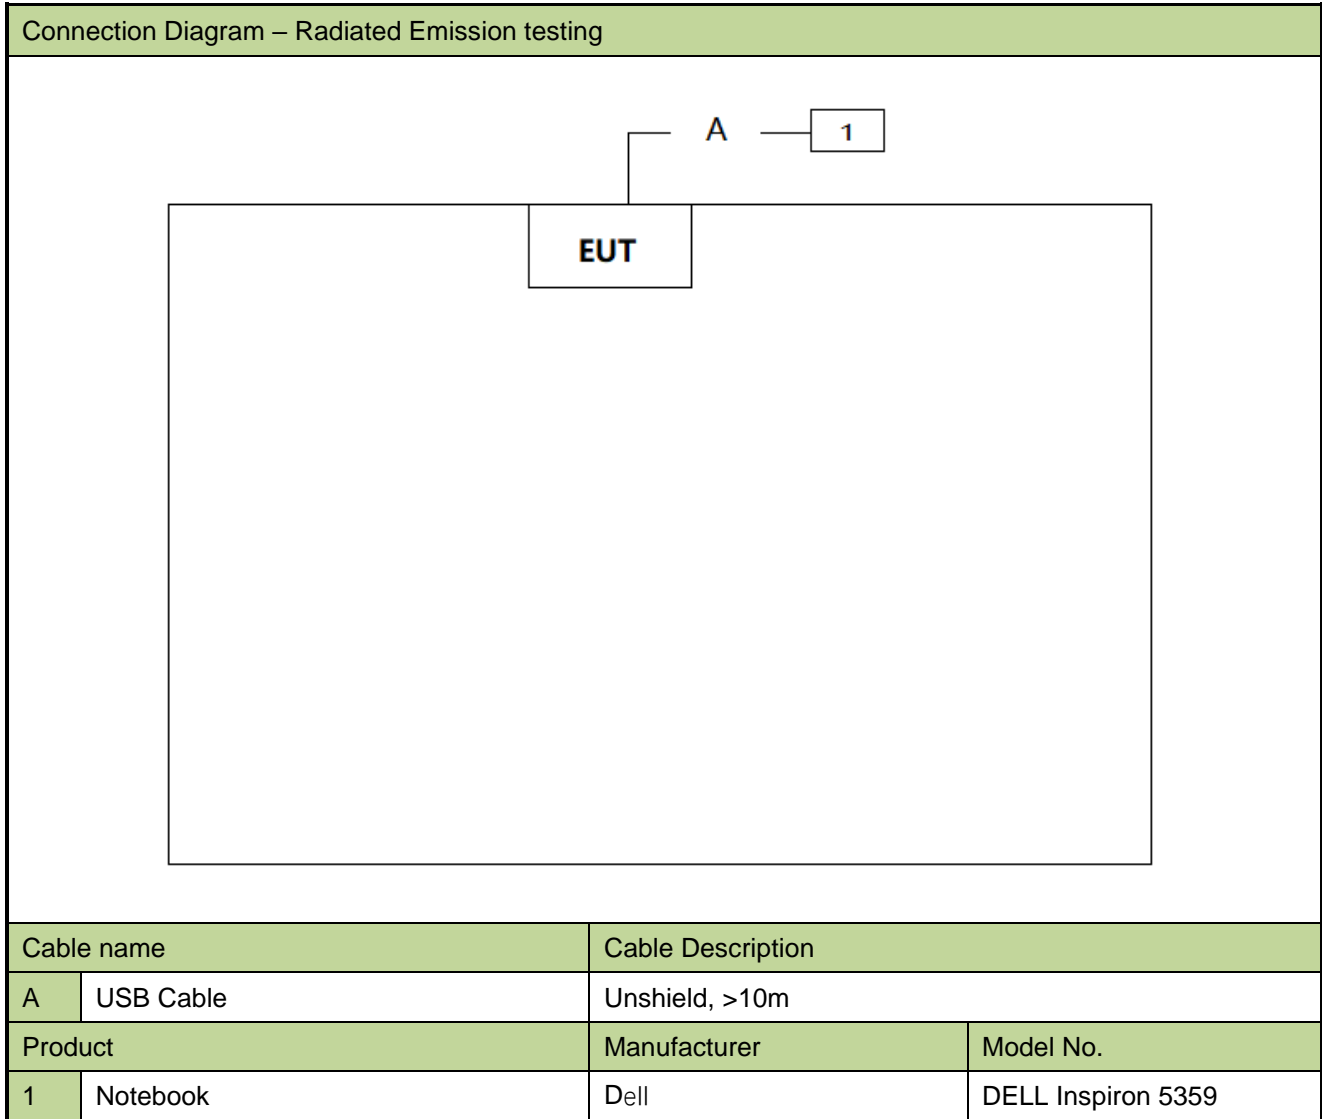 Connection Diagram – Radiated Emission testing
A
1
EUT
Cable name Cable Description
A USB Cable Unshield, >10m
Product Manufacturer Model No.
1 Notebook Dell DELL Inspiron 5359